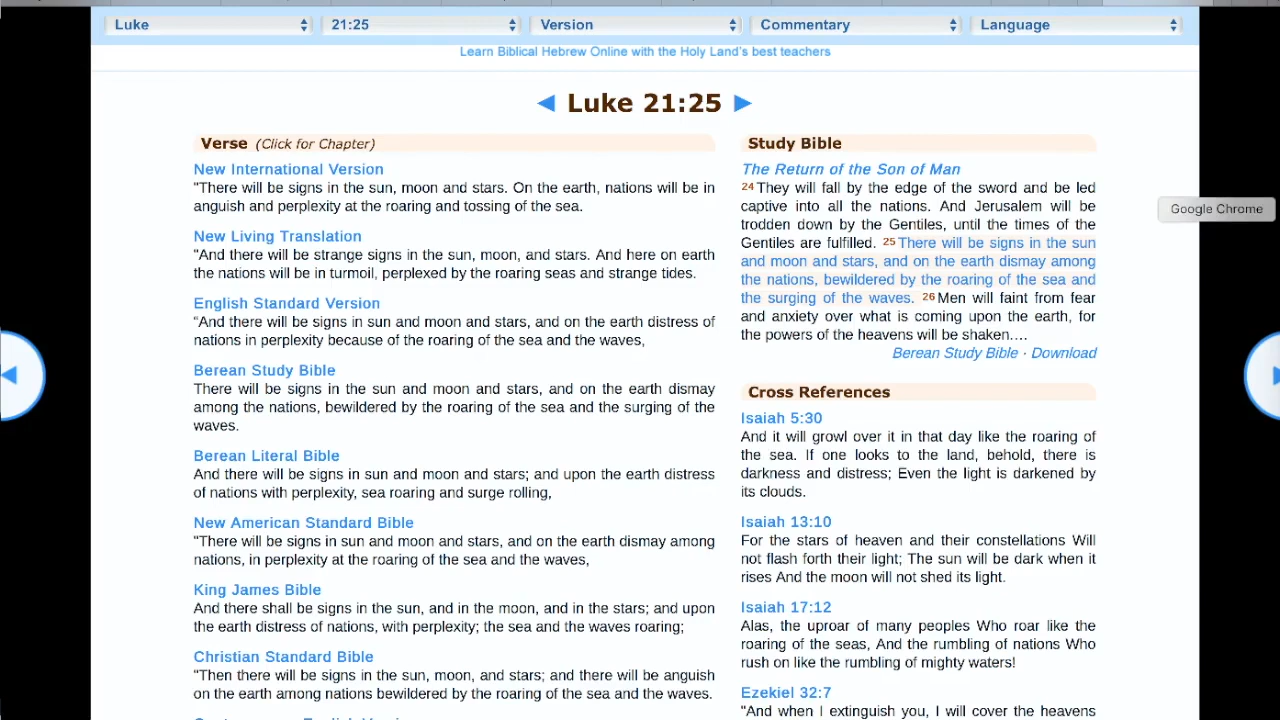 Luke
21:25
Version
Commentary
Language
Learn Biblical Hebrew Online with the Holy Land's best teachers
◄ Luke 21:25 ►
Verse (Click for Chapter)
New International Version
"There will be signs in the sun, moon and stars. On the earth, nations will be in
anguish and perplexity at the roaring and tossing of the sea.
New Living Translation
"And there will be strange signs in the sun, moon, and stars. And here on earth
the nations will be in turmoil, perplexed by the roaring seas and strange tides.
English Standard Version
"And there will be signs in sun and moon and stars, and on the earth distress of
nations in perplexity because of the roaring of the sea and the waves,
Berean Study Bible
There will be signs in the sun and moon and stars, and on the earth dismay
among the nations, bewildered by the roaring of the sea and the surging of the
waves.
Berean Literal Bible
And there will be signs in sun and moon and stars; and upon the earth distress
of nations with perplexity, sea roaring and surge rolling,
New American Standard Bible
"There will be signs in sun and moon and stars, and on the earth dismay among
nations, in perplexity at the roaring of the sea and the waves,
King James Bible
And there shall be signs in the sun, and in the moon, and in the stars; and upon
the earth distress of nations, with perplexity; the sea and the waves roaring;
Christian Standard Bible
"Then there will be signs in the sun, moon, and stars; and there will be anguish
on the earth among nations bewildered by the roaring of the sea and the waves.
Study Bible
The Return of the Son of Man
24 They will fall by the edge of the sword and be led
captive into all the nations. And Jerusalem will be
trodden down by the Gentiles, until the times of the
Gentiles are fulfilled. 25 There will be signs in the sun
and moon and stars, and on the earth dismay among
the nations, bewildered by the roaring of the sea and
the surging of the waves. 26 Men will faint from fear
and anxiety over what is coming upon the earth, for
the powers of the heavens will be shaken....
Berean Study Bible · Download
Cross References
Isaiah 5:30
And it will growl over it in that day like the roaring of
the sea. If one looks to the land, behold, there is
darkness and distress; Even the light is darkened by
its clouds.
Isaiah 13:10
For the stars of heaven and their constellations Will
not flash forth their light; The sun will be dark when it
rises And the moon will not shed its light.
Isaiah 17:12
Alas, the uproar of many peoples Who roar like the
roaring of the seas, And the rumbling of nations Who
rush on like the rumbling of mighty waters!
Ezekiel 32:7
"And when I extinguish you, I will cover the heavens
Google Chrome